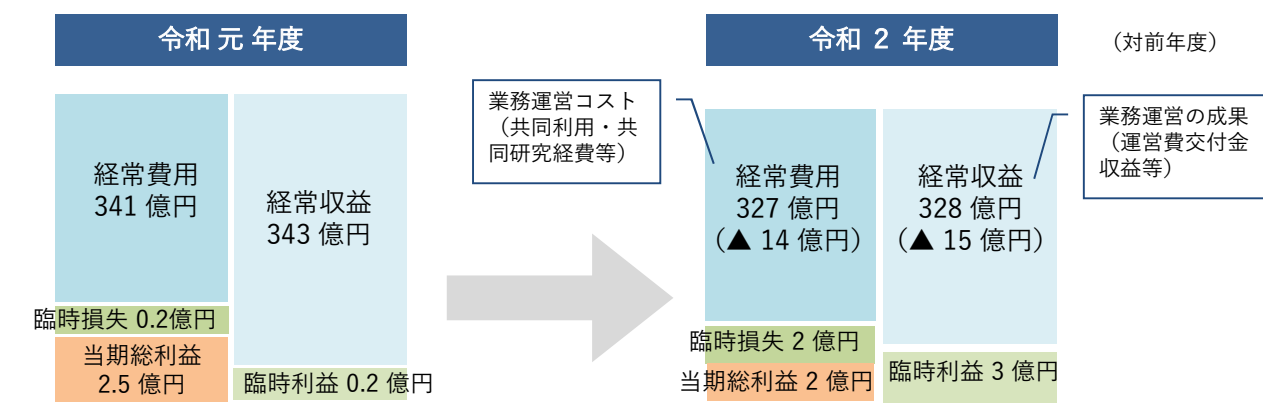 令和 元 年度
経常費用
341 億円
経常収益
343 億円
臨時損失 0.2億円
当期総利益
2.5 億円
臨時利益 0.2 億円
令和 2 年度
(対前年度)
業務運営コスト
(共同利用・共
同研究経費等)
業務運営の成果
(運営費交付金
収益等)
経常費用
327 億円
(▲ 14 億円)
経常収益
328 億円
(▲ 15 億円)
臨時損失 2 億円
当期総利益 2 億円
臨時利益 3 億円